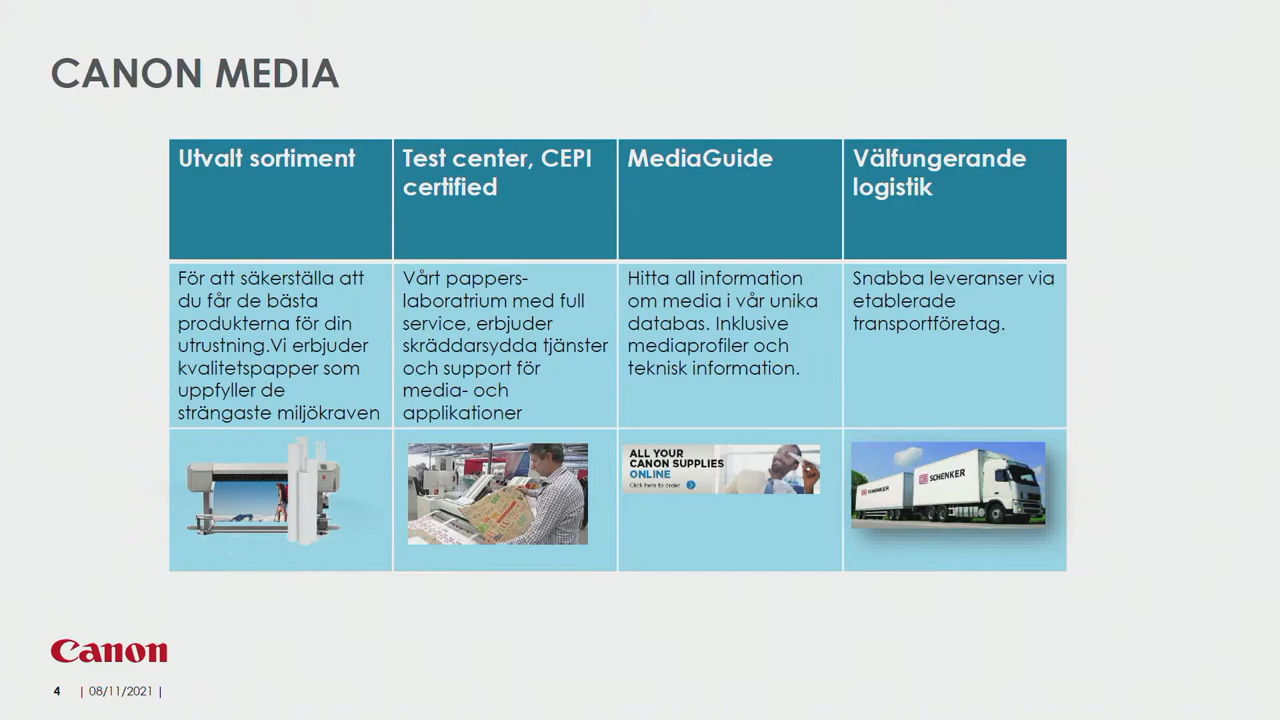 CANON MEDIA
Utvalt sortiment
Test center, CEPI
certified
MediaGuide
Välfungerande
logistik
För att säkerställa att
du får de bästa
produkterna för din
utrustning.Vi erbjuder
kvalitetspapper som
uppfyller de
strängaste miljökraven
Vårt pappers-
laboratrium med full
service, erbjuder
skräddarsydda tjänster
och support för
media- och
applikationer
Hitta all information
om media i vår unika
databas. Inklusive
mediaprofiler och
teknisk information.
Snabba leveranser via
etablerade
transportföretag.
ALL YOUR
CANON SUPPLIES
ONLINE
Click here to order
DB SCHENKER
DB SCHENKER
Canon
4 | 08/11/2021 |